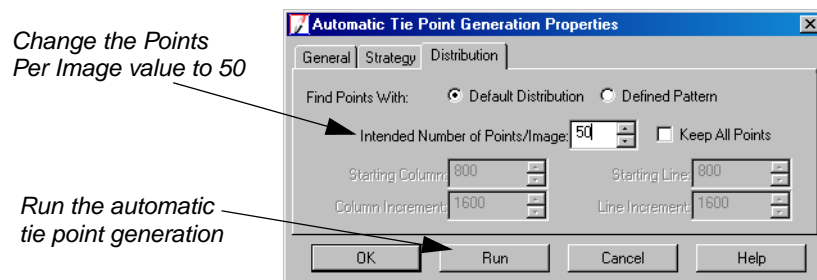 Automatic Tie Point Generation Properties
Change the Points
Per Image value to 50
General Strategy Distribution
Find Points With: Default Distribution Defined Pattern
Intended Number of Points/Image: 50 Keep All Points
Starting Column: 800 Starting Line: 800
Column Increment: 1600 Line Increment: 1600
Run the automatic
tie point generation
OK Run Cancel Help